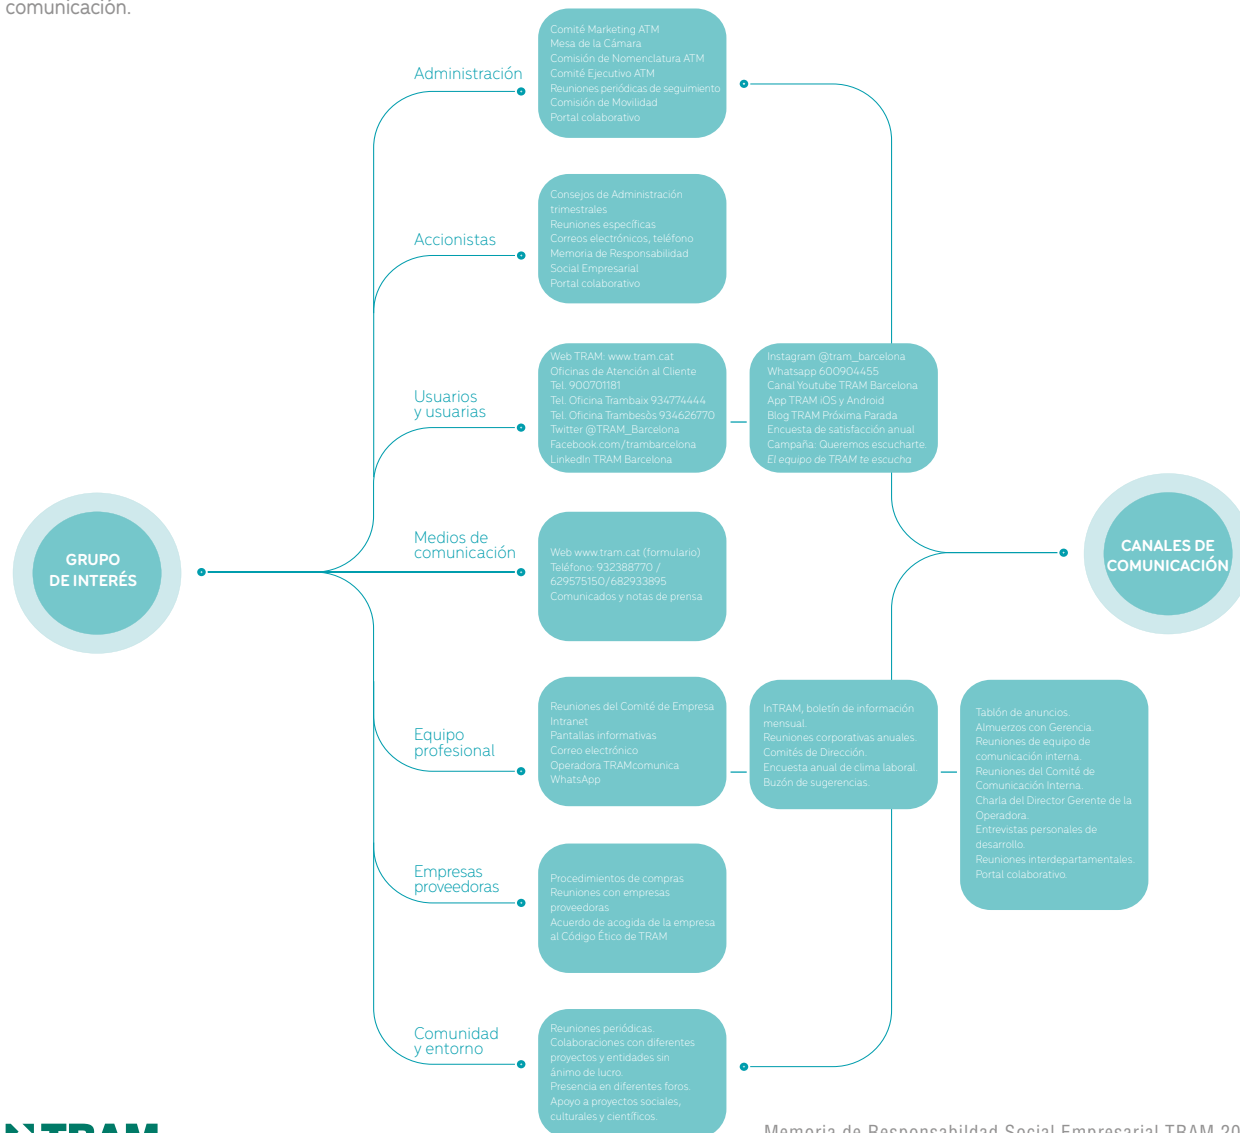 comunicación.
GRUPO
DE INTERÉS
Administración
Comité Marketing ATM
Mesa de la Cámara
Comisión de Nomenclatura ATM
Comité Ejecutivo ATM
Reuniones periódicas de seguimiento
Comisión de Movilidad
Portal colaborativo
Accionistas
Consejos de Administración
trimestrales
Reuniones específicas
Correos electrónicos, teléfono
Memoria de Responsabilidad
Social Empresarial
Portal colaborativo
Usuarios
y usuarias
Web TRAM: www.tram.cat
Oficinas de Atención al Cliente
Tel. 900701181
Tel. Oficina Trambaix 934774444
Tel. Oficina Trambesòs 934626770
Twitter @TRAM_Barcelona
Facebook.com/trambarcelona
LinkedIn TRAM Barcelona
Instagram @tram_barcelona
Whatsapp 600904455
Canal Youtube TRAM Barcelona
App TRAM iOS y Android
Blog TRAM Próxima Parada
Encuesta de satisfacción anual
Campaña: Queremos escucharte.
El equipo de TRAM te escucha
Medios de
comunicación
Web www.tram.cat (formulario)
Teléfono: 932388770 /
629575150/682933895
Comunicados y notas de prensa
Equipo
profesional
Reuniones del Comité de Empresa
Intranet
Pantallas informativas
Correo electrónico
Operadora TRAMcomunica
WhatsApp
InTRAM, boletín de información
mensual.
Reuniones corporativas anuales.
Comités de Dirección.
Encuesta anual de clima laboral.
Buzón de sugerencias.
Tablón de anuncios.
Almuerzos con Gerencia.
Reuniones de equipo de
comunicación interna.
Reuniones del Comité de
Comunicación Interna.
Charla del Director Gerente de la
Operadora.
Entrevistas personales de
desarrollo.
Reuniones interdepartamentales.
Portal colaborativo.
Empresas
proveedoras
Procedimientos de compras
Reuniones con empresas
proveedoras
Acuerdo de acogida de la empresa
al Código Ético de TRAM
Comunidad
y entorno
Reuniones periódicas.
Colaboraciones con diferentes
proyectos y entidades sin
ánimo de lucro.
Presencia en diferentes foros.
Apoyo a proyectos sociales,
culturales y científicos.
CANALES DE
COMUNICACIÓN
TRAM
Memoria de Responsabildad Social Empresarial TRAM 20